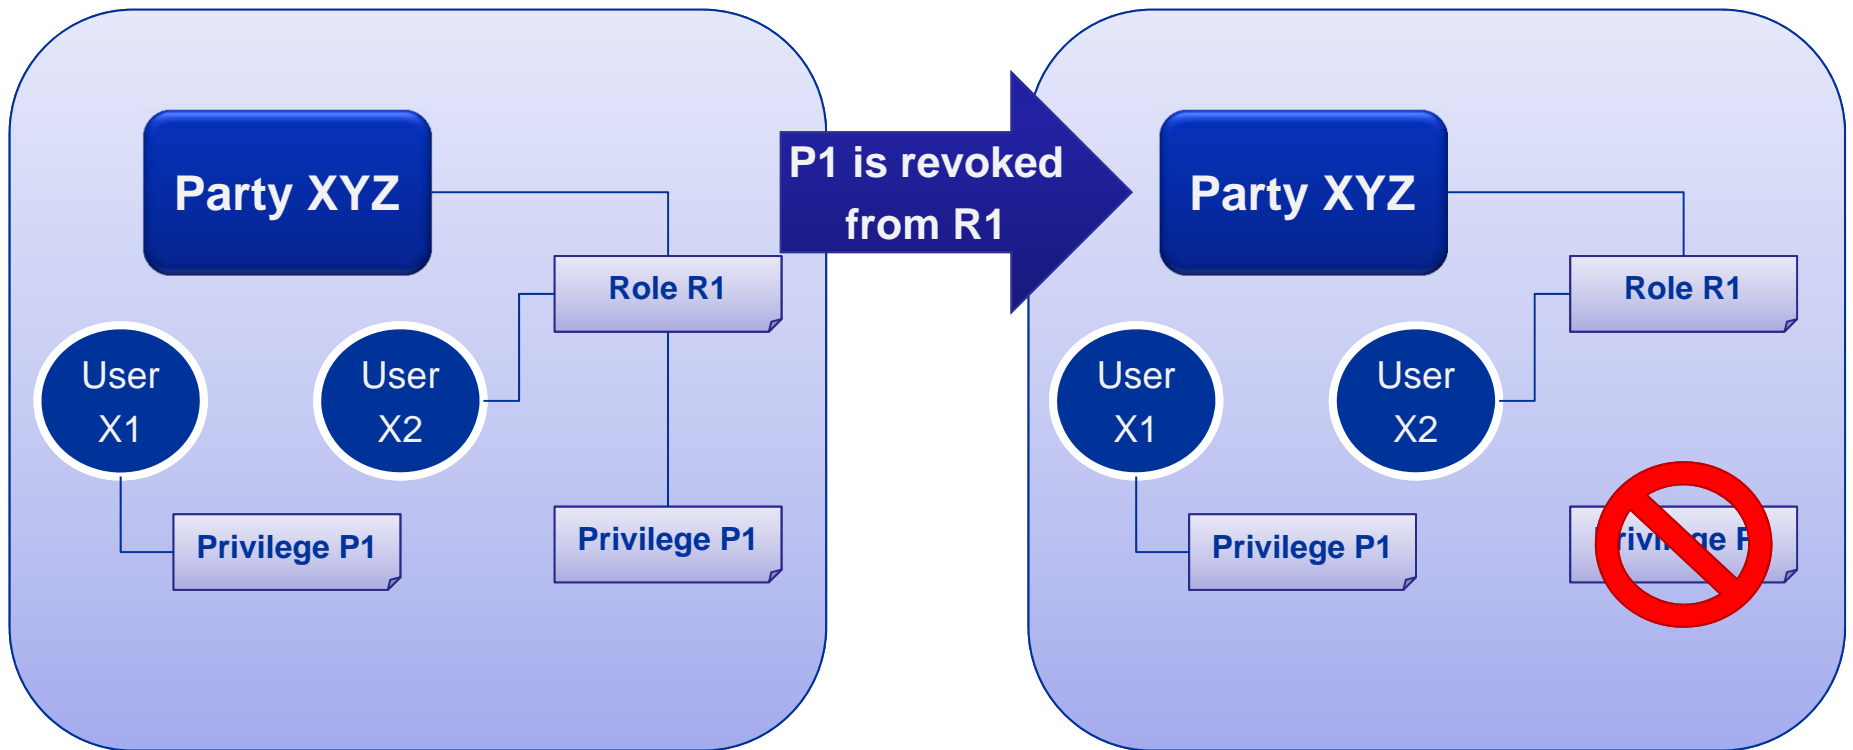 Party XYZ
Role R1
User
X1
User
X2
Privilege P1
Privilege P1
P1 is revoked
from R1
Party XYZ
Role R1
User
X1
User
X2
Privilege P1